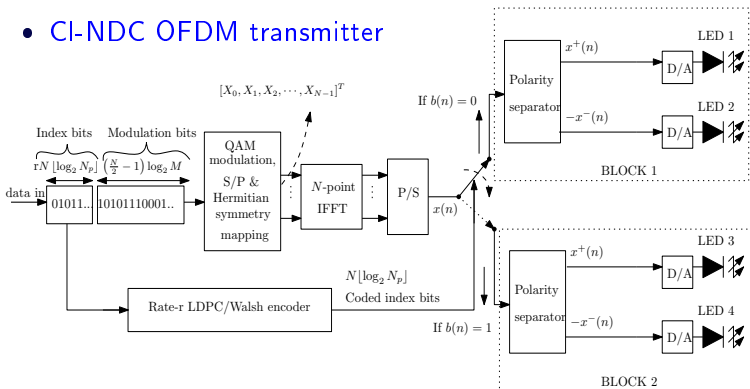 • CI-NDC OFDM transmitter
[X_0, X_1, X_2, ⋯, X_{N−1}]^T
Index bits
Modulation bits
rN⌊log_2 N_p⌋
(N/2 − 1) log_2 M
data in
01011...
10101110001..
QAM
modulation,
S/P &
Hermitian
symmetry
mapping
N-point
IFFT
P/S
x(n)
Rate-r LDPC/Walsh encoder
N⌊log_2 N_p⌋
Coded index bits
If b(n) = 0
If b(n) = 1
Polarity
separator
x^+(n)
−x^−(n)
D/A
D/A
LED 1
LED 2
BLOCK 1
Polarity
separator
x^+(n)
−x^−(n)
D/A
D/A
LED 3
LED 4
BLOCK 2